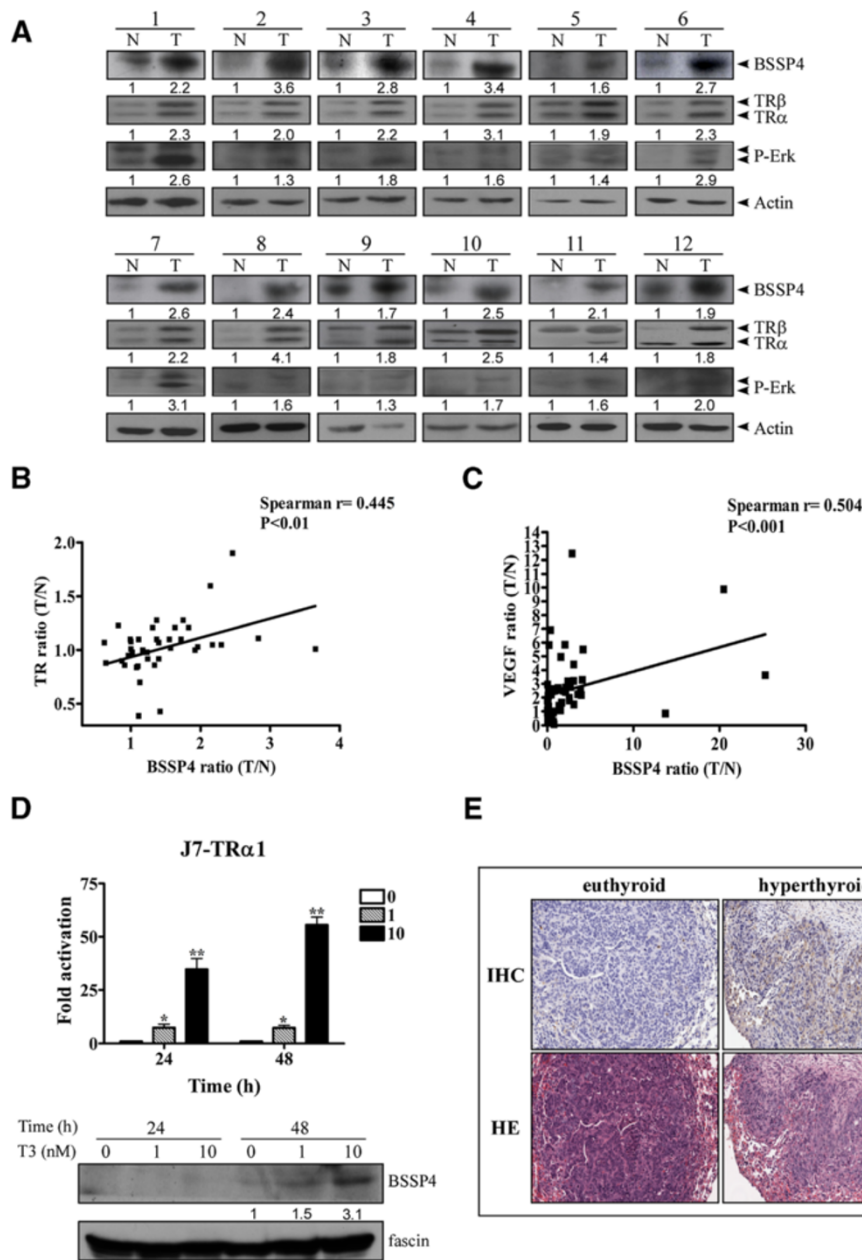 A
1 2 3 4 5 6
N T N T N T N T N T N T
BSSP4
1 2.2 1 3.6 1 2.8 1 3.4 1 1.6 1 2.7
TRβ
TRα
1 2.3 1 2.0 1 2.2 1 3.1 1 1.9 1 2.3
P-Erk
1 2.6 1 1.3 1 1.8 1 1.6 1 1.4 1 2.9
Actin
7 8 9 10 11 12
N T N T N T N T N T N T
BSSP4
1 2.6 1 2.4 1 1.7 1 2.5 1 2.1 1 1.9
TRβ
TRα
1 2.2 1 4.1 1 1.8 1 2.5 1 1.4 1 1.8
P-Erk
1 3.1 1 1.6 1 1.3 1 1.7 1 1.6 1 2.0
Actin
B
Spearman r= 0.445
P<0.01
TR ratio (T/N)
2.0
1.5
1.0
0.5
1 2 3 4
BSSP4 ratio (T/N)
C
Spearman r= 0.504
P<0.001
VEGF ratio (T/N)
14
13
12
11
10
9
8
7
6
5
4
3
2
1
0
0 10 20 30
BSSP4 ratio (T/N)
D
J7-TRα1
Fold activation
75
50
25
0
* ** * **
0
1
10
24 48
Time (h)
Time (h) 24 48
T3 (nM) 0 1 10 0 1 10
BSSP4
1 1.5 3.1
fascin
E
euthyroid hyperthyroi
IHC
HE